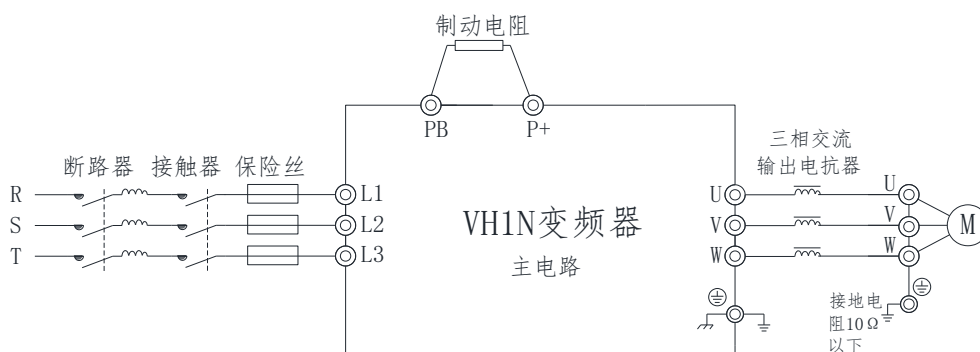 制动电阻
PB
P+
断路器
接触器
保险丝
三相交流
输出电抗器
R
L1
U
U
S
L2
VH1N变频器
V
V
M
T
L3
主电路
W
W
接地电
阻10Ω
以下